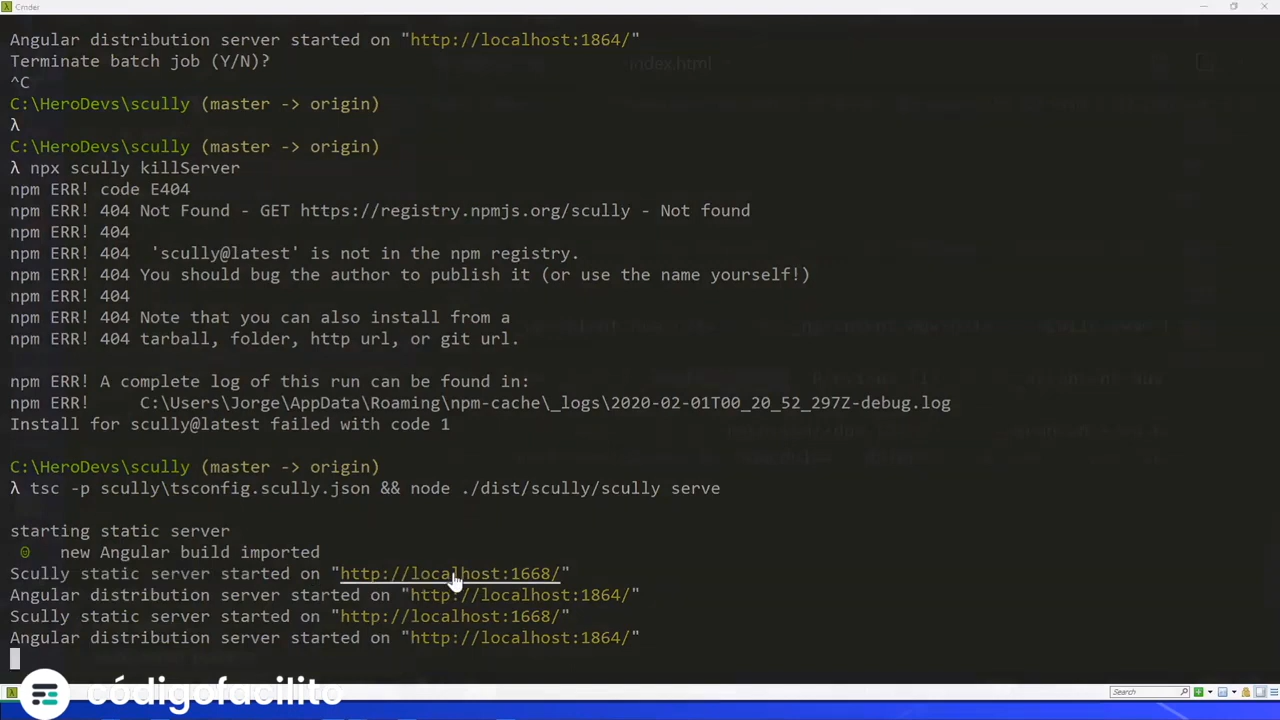 Cmder
Angular distribution server started on "http://localhost:1864/"
index.html
Terminate batch job (Y/N)?
^C
C:\HeroDevs\scully (master -> origin)
λ
C:\HeroDevs\scully (master -> origin)
λ npx scully killServer
npm ERR! code E404
npm ERR! 404 Not Found - GET https://registry.npmjs.org/scully - Not found
npm ERR! 404
npm ERR! 404  'scully@latest' is not in the npm registry.
npm ERR! 404 You should bug the author to publish it (or use the name yourself!)
npm ERR! 404
npm ERR! 404 Note that you can also install from a
npm ERR! 404 tarball, folder, http url, or git url.
npm ERR! A complete log of this run can be found in:
npm ERR!     C:\Users\Jorge\AppData\Roaming\npm-cache\_logs\2020-02-01T00_20_52_297Z-debug.log
Install for scully@latest failed with code 1
C:\HeroDevs\scully (master -> origin)
λ tsc -p scully\tsconfig.scully.json && node ./dist/scully/scully serve
starting static server
☺   new Angular build imported
Scully static server started on "http://localhost:1668/"
Angular distribution server started on "http://localhost:1864/"
Scully static server started on "http://localhost:1668/"
Angular distribution server started on "http://localhost:1864/"
códigofacilito
Search